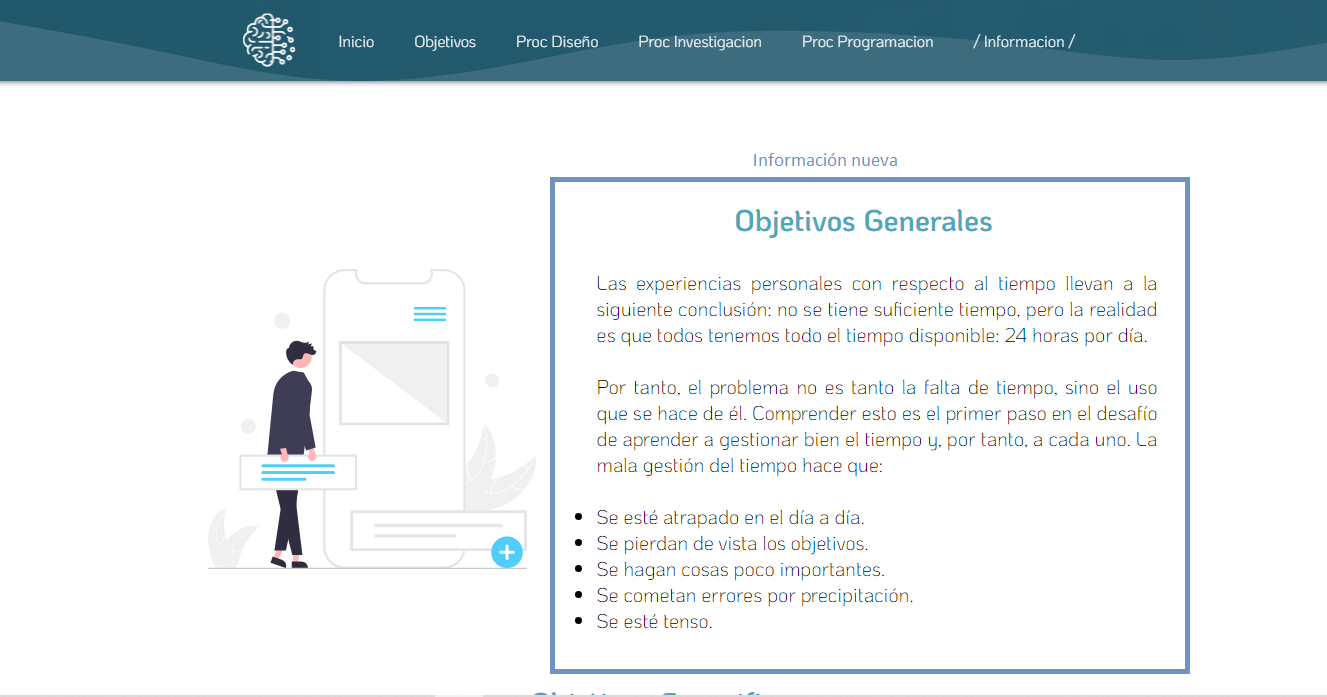 Inicio Objetivos Proc Diseño Proc Investigacion Proc Programacion / Informacion /
Información nueva
Objetivos Generales
Las experiencias personales con respecto al tiempo llevan a la
siguiente conclusión: no se tiene suficiente tiempo, pero la realidad
es que todos tenemos todo el tiempo disponible: 24 horas por día.
Por tanto, el problema no es tanto la falta de tiempo, sino el uso
que se hace de él. Comprender esto es el primer paso en el desafío
de aprender a gestionar bien el tiempo y, por tanto, a cada uno. La
mala gestión del tiempo hace que:
Se esté atrapado en el día a día.
Se pierdan de vista los objetivos.
Se hagan cosas poco importantes.
Se cometan errores por precipitación.
Se esté tenso.